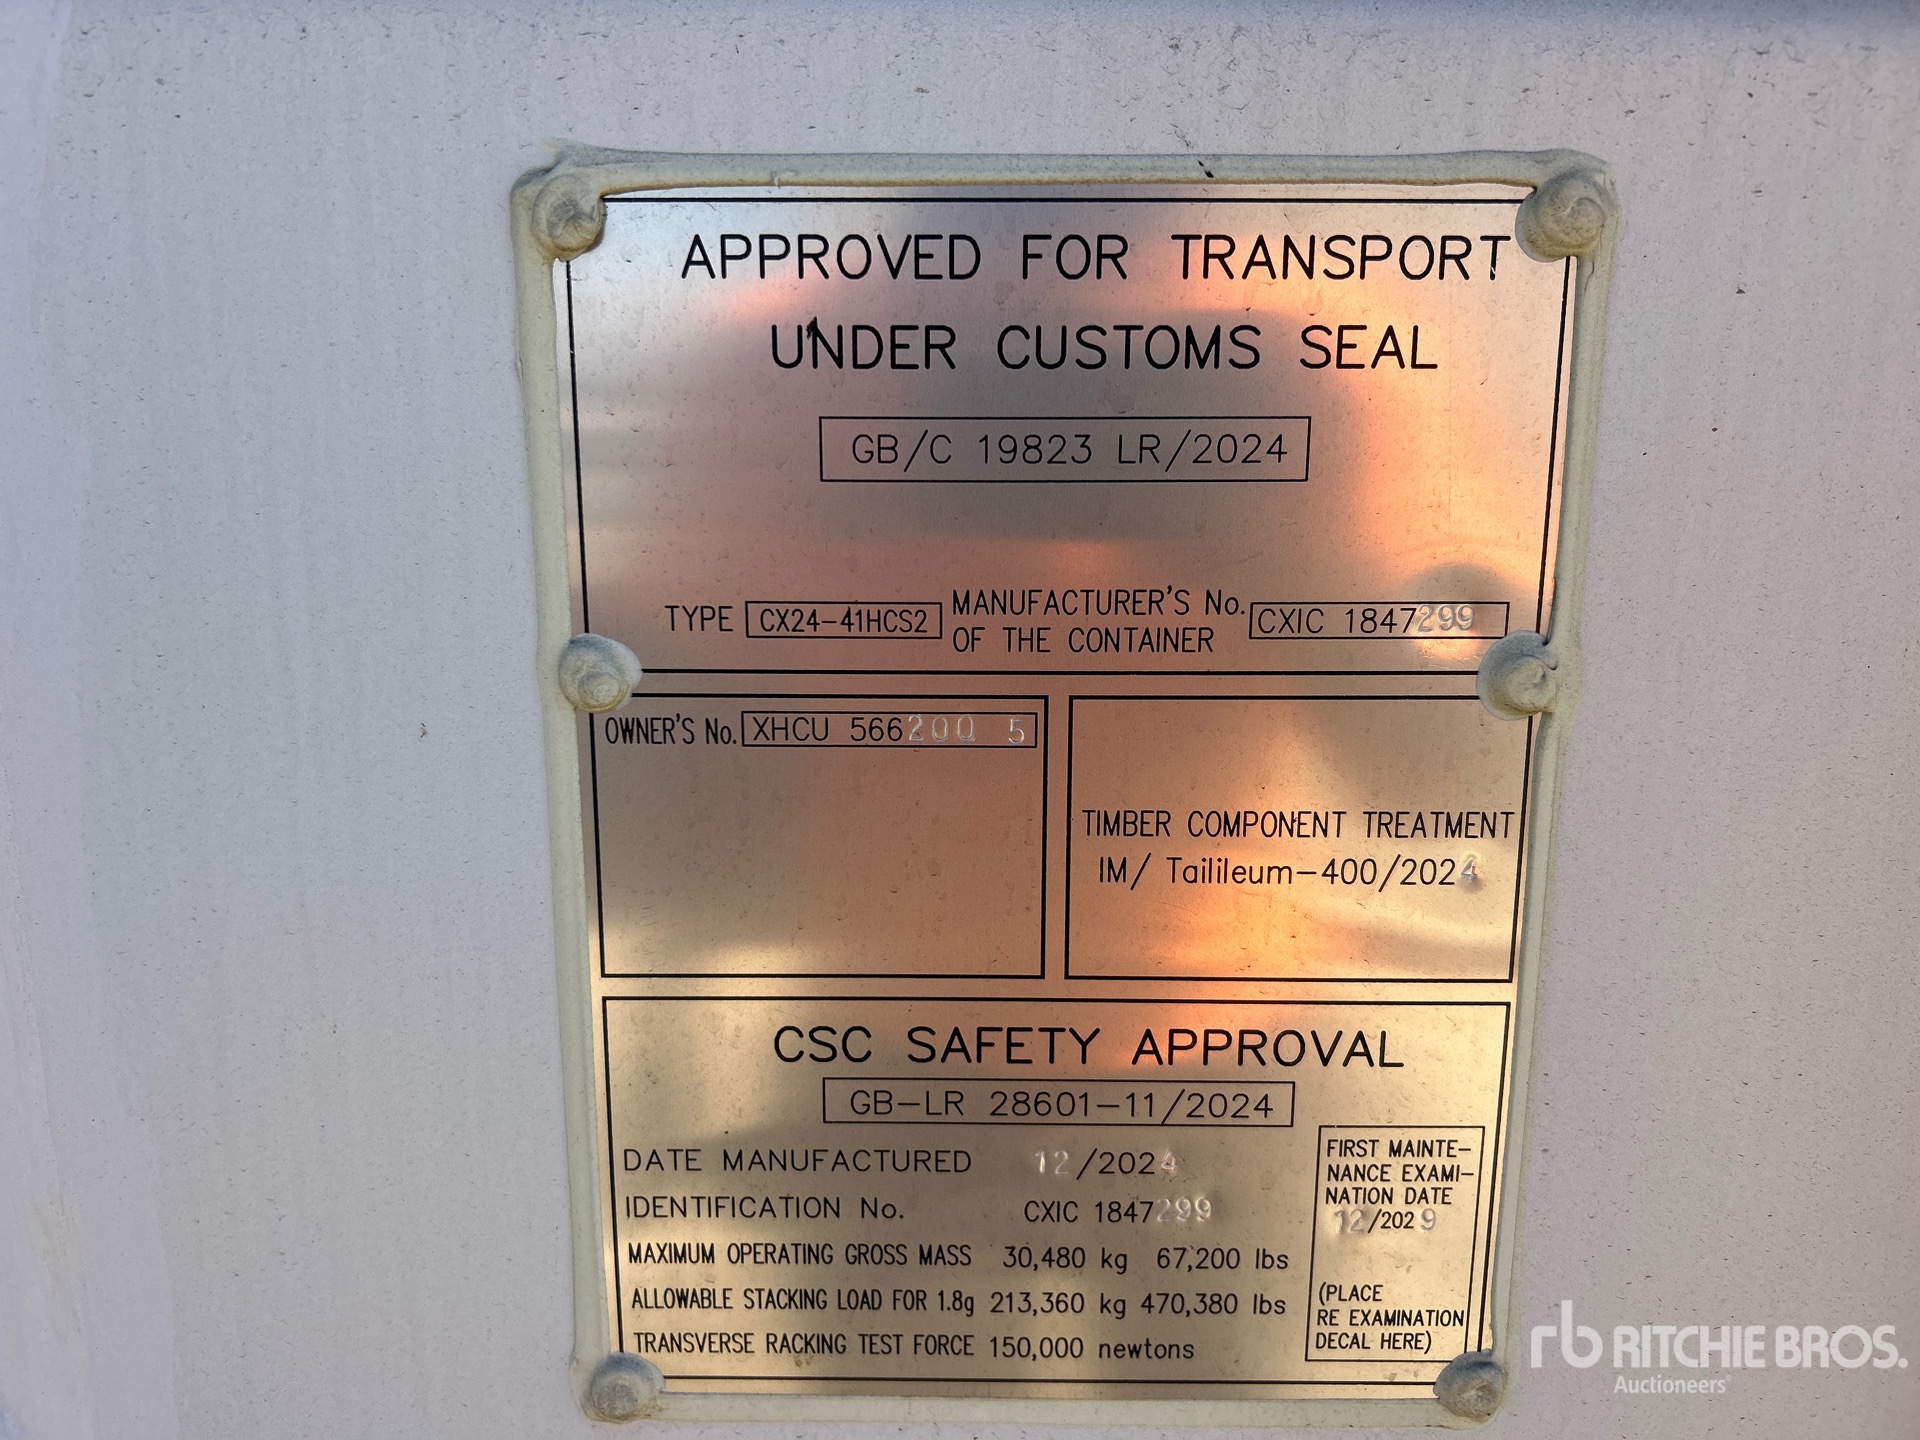 APPROVED FOR TRANSPORT
UNDER CUSTOMS SEAL
GB/C 19823 LR/2024
TYPE CX24-41HCS2 MANUFACTURER'S No. OF THE CONTAINER CXIC 1847299
OWNER'S No. XHCU 566200 5
TIMBER COMPONENT TREATMENT
IM/ Tailileum-400/2024
CSC SAFETY APPROVAL
GB-LR 28601-11/2024
DATE MANUFACTURED 12/2024
IDENTIFICATION No. CXIC 1847299
MAXIMUM OPERATING GROSS MASS 30,480 kg 67,200 lbs
ALLOWABLE STACKING LOAD FOR 1.8g 213,360 kg 470,380 lbs
TRANSVERSE RACKING TEST FORCE 150,000 newtons
FIRST MAINTE-
NANCE EXAMI-
NATION DATE
12/2029
(PLACE
RE EXAMINATION
DECAL HERE)
rb RITCHIE BROS.
Auctioneers